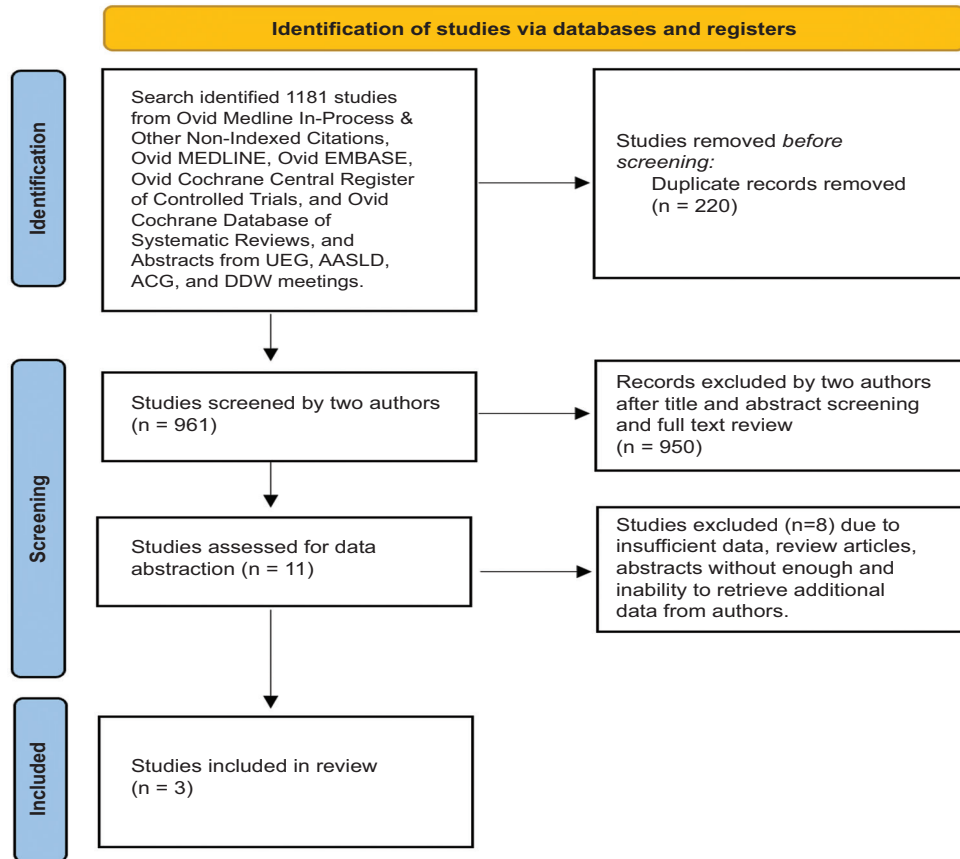 Identification of studies via databases and registers
Identification
Search identified 1181 studies
from Ovid Medline In-Process &
Other Non-Indexed Citations,
Ovid MEDLINE, Ovid EMBASE,
Ovid Cochrane Central Register
of Controlled Trials, and Ovid
Cochrane Database of
Systematic Reviews, and
Abstracts from UEG, AASLD,
ACG, and DDW meetings.
Studies removed before
screening:
Duplicate records removed
(n = 220)
Screening
Studies screened by two authors
(n = 961)
Records excluded by two authors
after title and abstract screening
and full text review
(n = 950)
Studies assessed for data
abstraction (n = 11)
Studies excluded (n=8) due to
insufficient data, review articles,
abstracts without enough and
inability to retrieve additional
data from authors.
Included
Studies included in review
(n = 3)